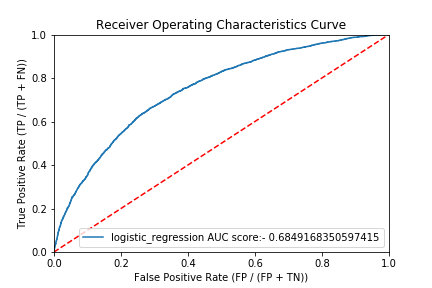 Receiver Operating Characteristics Curve
True Positive Rate (TP / (TP + FN))
1.0
0.8
0.6
0.4
0.2
0.0
logistic_regression AUC score:- 0.6849168350597415
0.0 0.2 0.4 0.6 0.8 1.0
False Positive Rate (FP / (FP + TN))